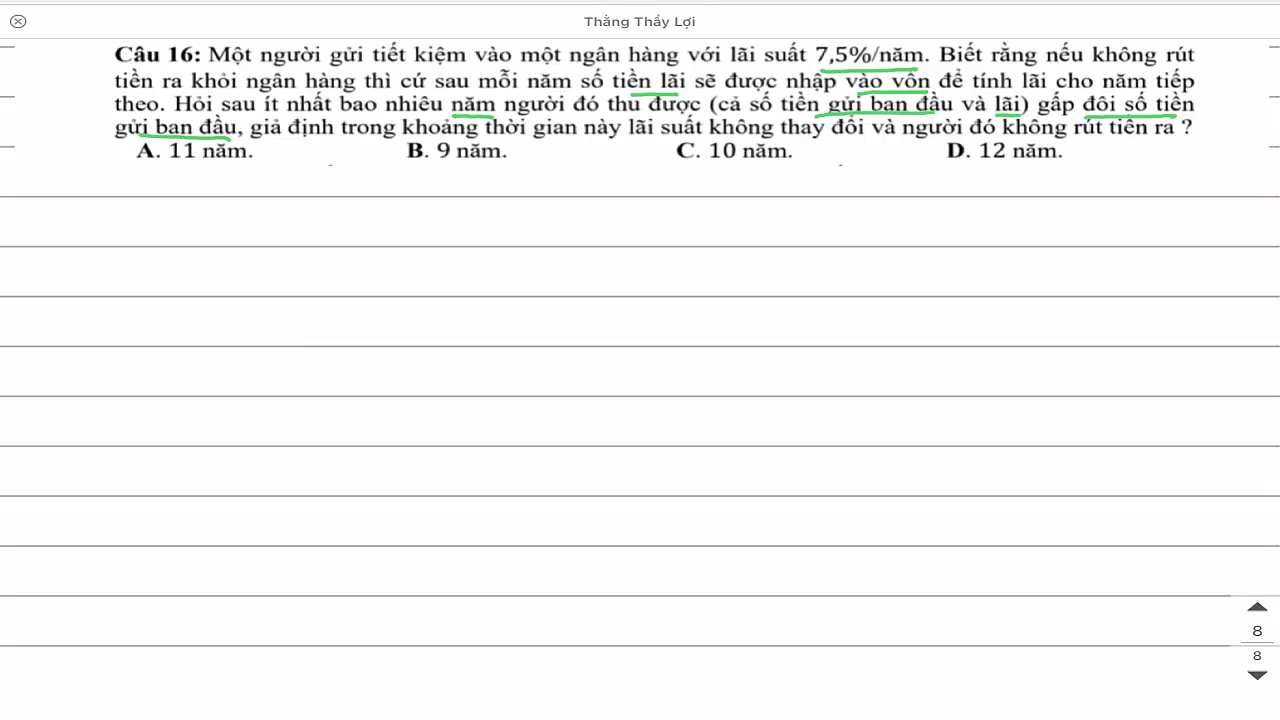 Thằng Thầy Lợi
Câu 16: Một người gửi tiết kiệm vào một ngân hàng với lãi suất 7,5%/năm. Biết rằng nếu không rút
tiền ra khỏi ngân hàng thì cứ sau mỗi năm số tiền lãi sẽ được nhập vào vốn để tính lãi cho năm tiếp
theo. Hỏi sau ít nhất bao nhiêu năm người đó thu được (cả số tiền gửi ban đầu và lãi) gấp đôi số tiền
gửi ban đầu, giả định trong khoảng thời gian này lãi suất không thay đổi và người đó không rút tiền ra ?
A. 11 năm. B. 9 năm. C. 10 năm. D. 12 năm.
8
8